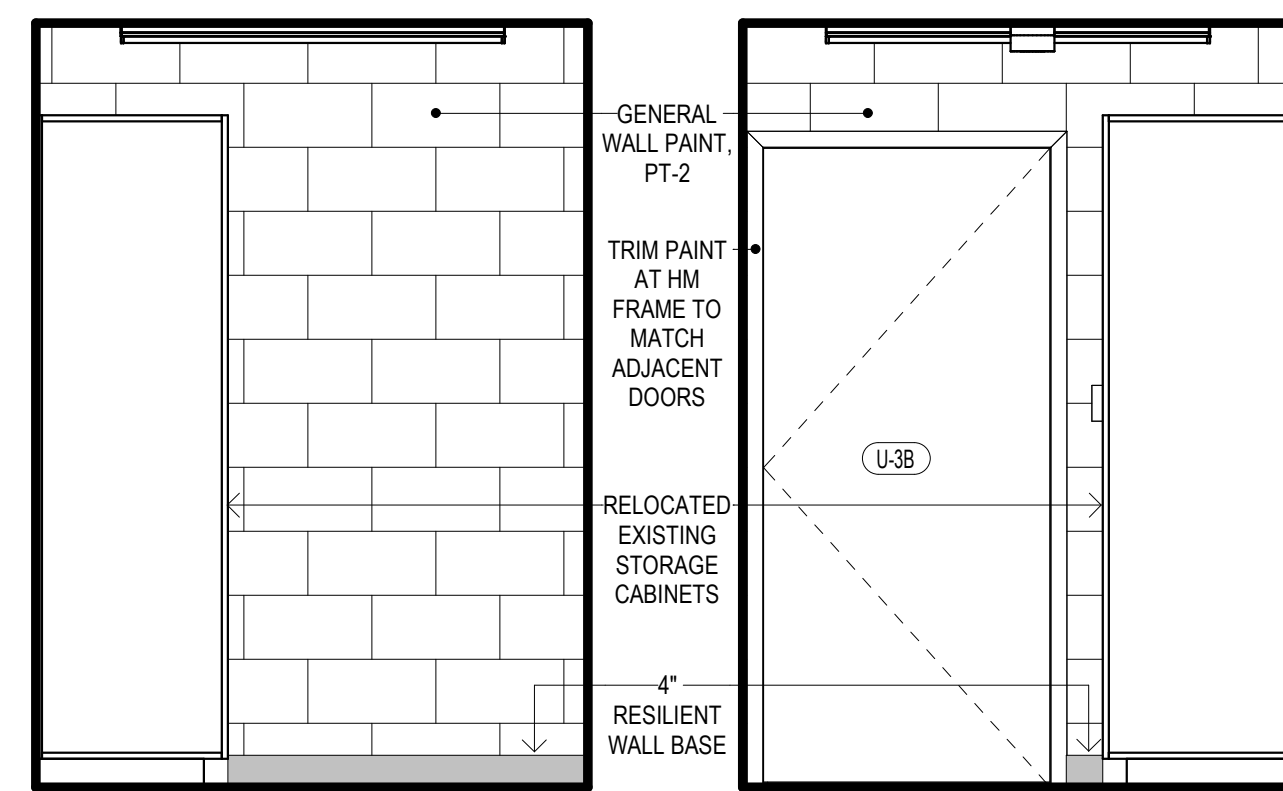 GENERAL
WALL PAINT,
PT-2
TRIM PAINT
AT HM
FRAME TO
MATCH
ADJACENT
DOORS
U-3B
RELOCATED
EXISTING
STORAGE
CABINETS
4"
RESILIENT
WALL BASE